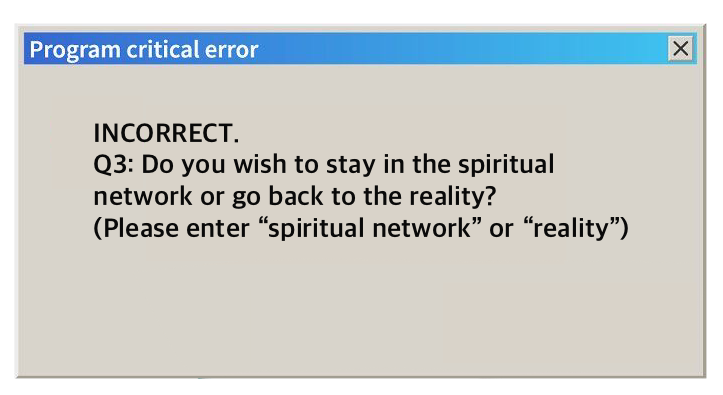 Program critical error
INCORRECT.
Q3: Do you wish to stay in the spiritual
network or go back to the reality?
(Please enter “spiritual network” or “reality”)